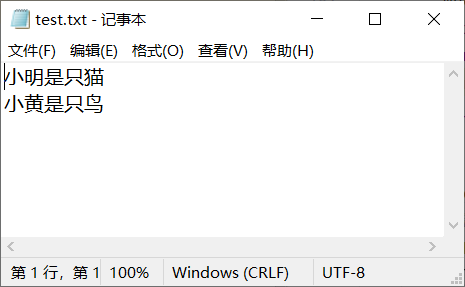 test.txt - 记事本
文件(F) 编辑(E) 格式(O) 查看(V) 帮助(H)
小明是只猫
小黄是只鸟
第 1 行，第 1 100% Windows (CRLF) UTF-8